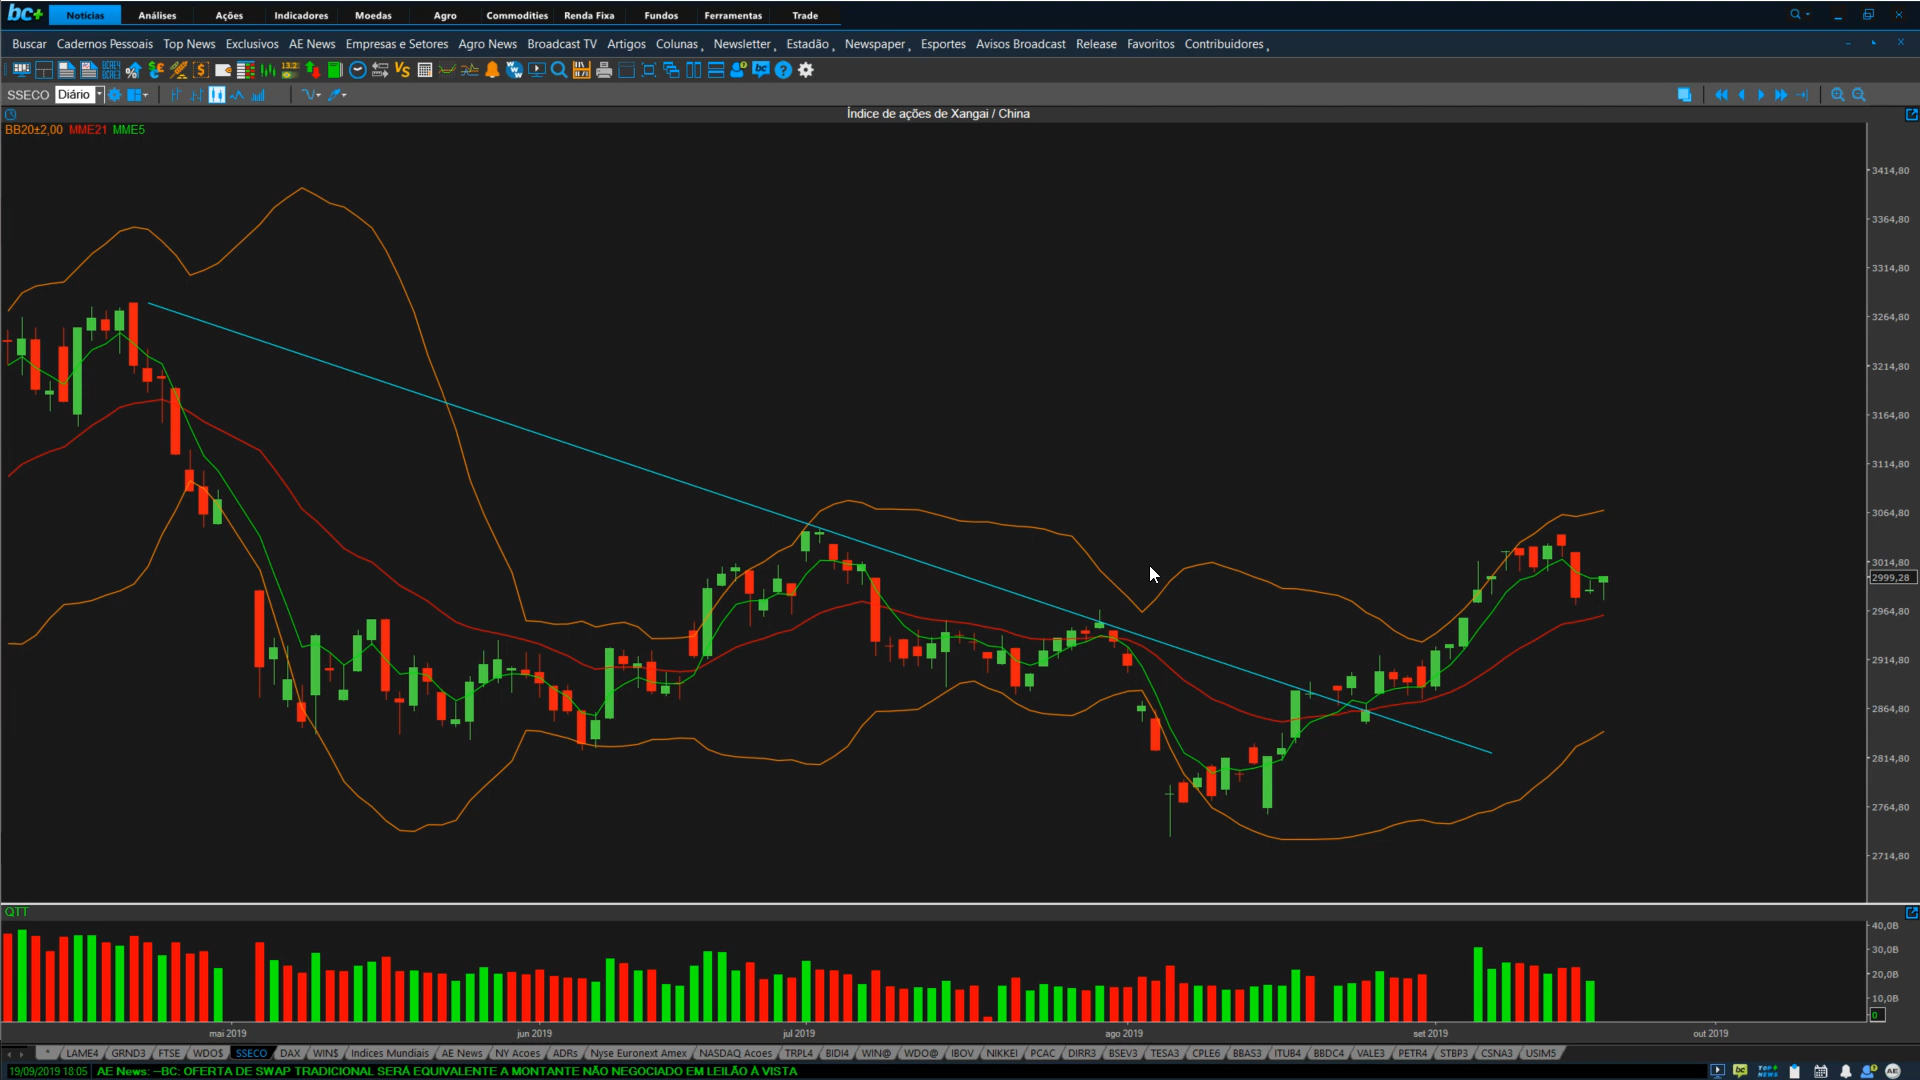 bc+ Notícias Análises Ações Indicadores Moedas Agro Commodities Renda Fixa Fundos Ferramentas Trade
Buscar Cadernos Pessoais Top News Exclusivos AE News Empresas e Setores Agro News Broadcast TV Artigos Colunas Newsletter Estadão Newspaper Esportes Avisos Broadcast Release Favoritos Contribuidores
SSECO Diário
Índice de ações de Xangai / China
BB20±2,00 MME21 MME5
3414,80
3364,80
3314,80
3264,80
3214,80
3164,80
3114,80
3064,80
3014,80
2999,28
2964,80
2914,80
2864,80
2814,80
2764,80
2714,80
QTT
40,0B
30,0B
20,0B
10,0B
0
mai 2019 jun 2019 jul 2019 ago 2019 set 2019 out 2019
* LAME4 GRND3 FTSE WDO$ SSECO DAX WIN$ Indices Mundiais AE News NY Acoes ADRs Nyse Euronext Amex NASDAQ Acoes TRPL4 BIDI4 WIN@ WDO@ IBOV NIKKEI PCAC DIRR3 BSEV3 TESA3 CPLE6 BBAS3 ITUB4 BBDC4 VALE3 PETR4 STBP3 CSNA3 USIM5
19/09/2019 18:05 AE News: --BC: OFERTA DE SWAP TRADICIONAL SERÁ EQUIVALENTE A MONTANTE NÃO NEGOCIADO EM LEILÃO À VISTA